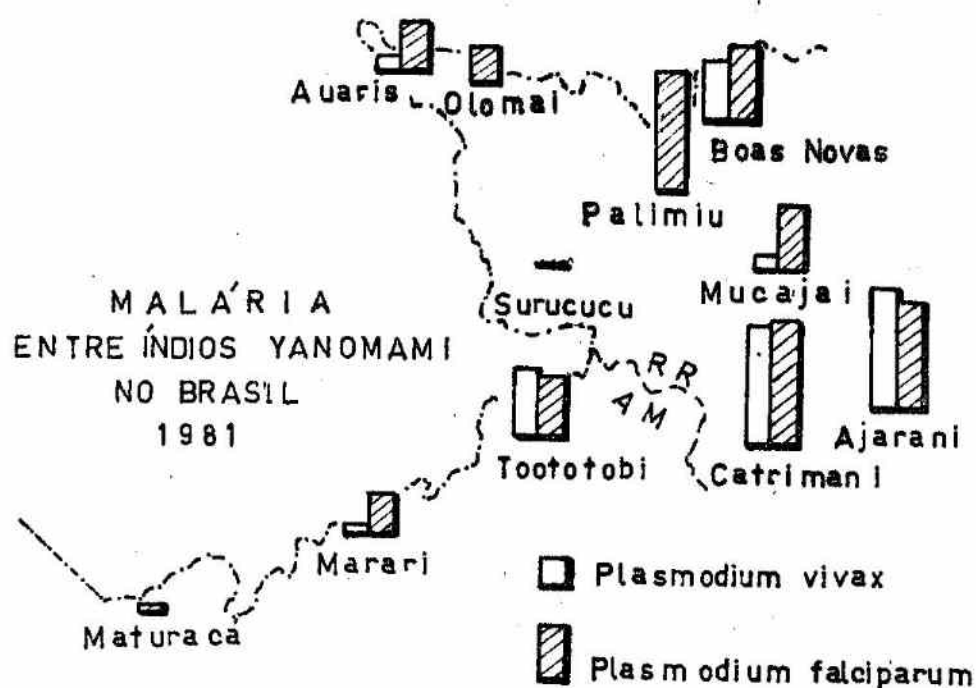 Auaris
Olomai
Boas Novas
Palimiu
Mucajai
Surucucu
MALÁRIA
ENTRE ÍNDIOS YANOMAMI
NO BRASIL
1981
RR
AM
Ajarani
Toototobi
Catrimani
Marari
Maturaca
Plasmodium vivax
Plasmodium falciparum